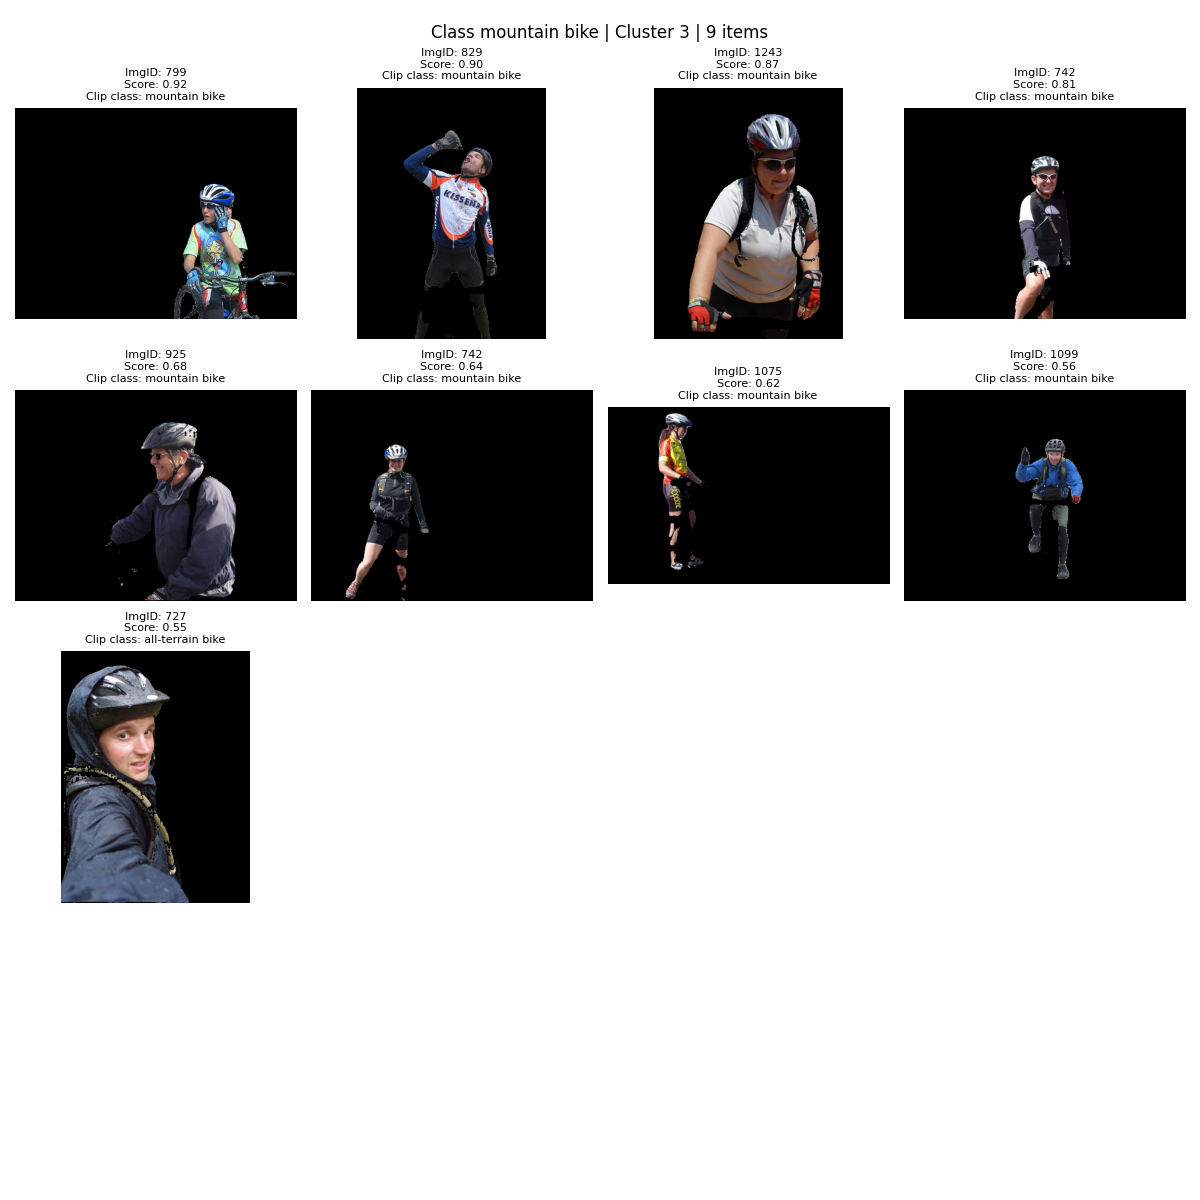 Class mountain bike | Cluster 3 | 9 items
ImgID: 799
Score: 0.92
Clip class: mountain bike
ImgID: 829
Score: 0.90
Clip class: mountain bike
ImgID: 1243
Score: 0.87
Clip class: mountain bike
ImgID: 742
Score: 0.81
Clip class: mountain bike
ImgID: 925
Score: 0.68
Clip class: mountain bike
ImgID: 742
Score: 0.64
Clip class: mountain bike
ImgID: 1075
Score: 0.62
Clip class: mountain bike
ImgID: 1099
Score: 0.56
Clip class: mountain bike
ImgID: 727
Score: 0.55
Clip class: all-terrain bike